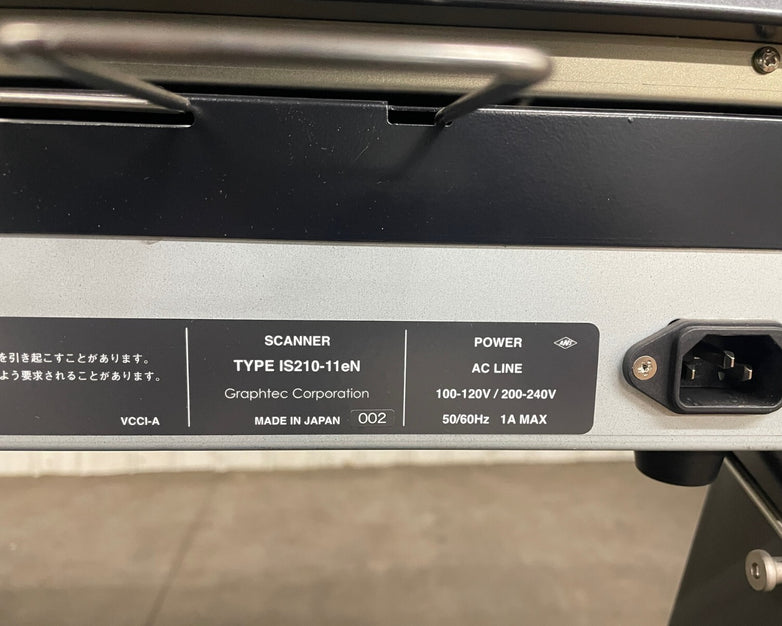 を引き起こすことがあります。
よう要求されることがあります。
VCCI-A
SCANNER
TYPE IS210-11eN
Graphtec Corporation
MADE IN JAPAN 002
POWER
AC LINE
100-120V / 200-240V
50/60Hz 1A MAX